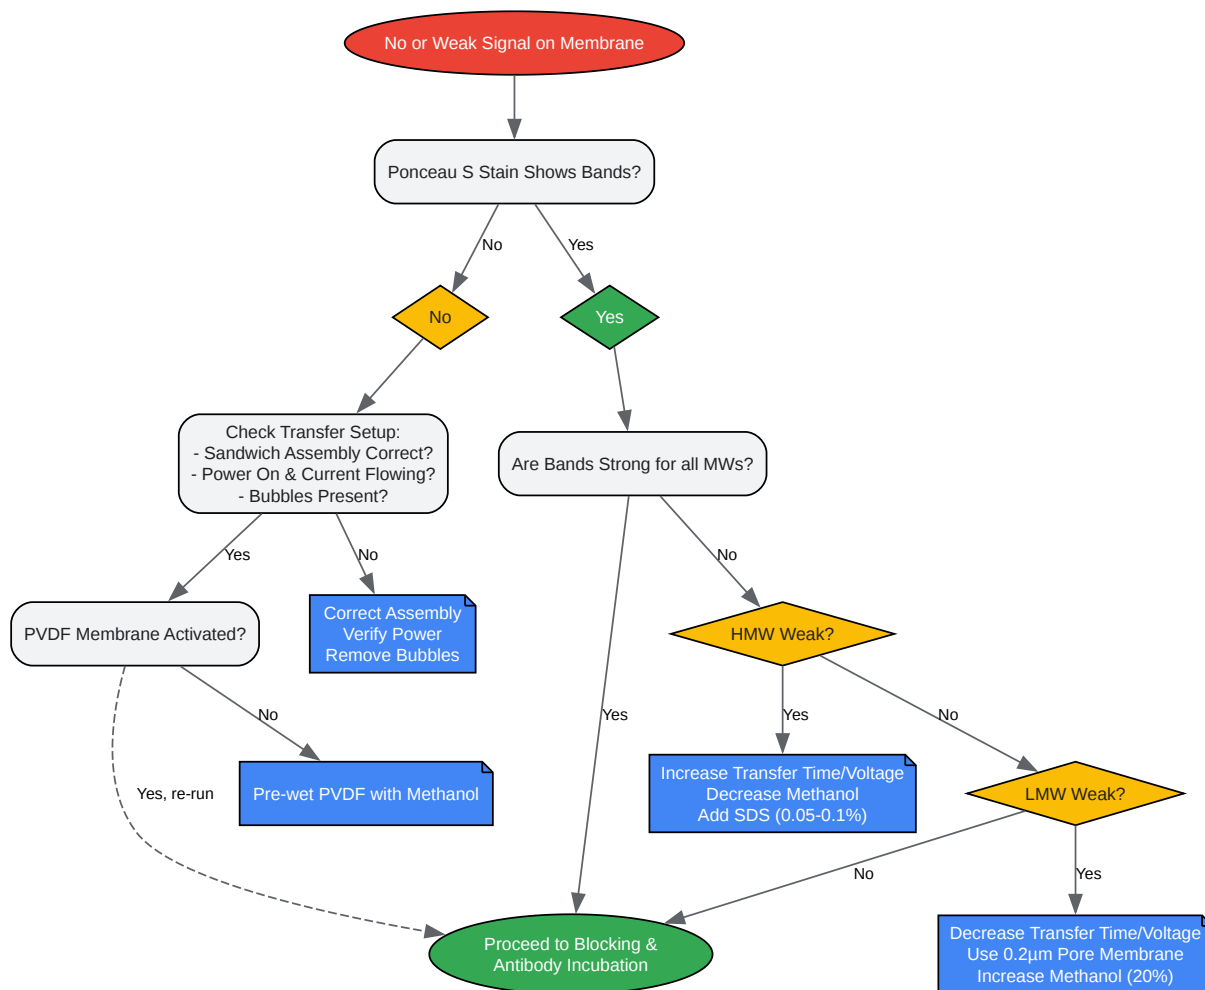 No or Weak Signal on Membrane
Ponceau S Stain Shows Bands?
No
Yes
No
Yes
Check Transfer Setup:
- Sandwich Assembly Correct?
- Power On & Current Flowing?
- Bubbles Present?
Are Bands Strong for all MWs?
Yes
No
No
PVDF Membrane Activated?
Correct Assembly
Verify Power
Remove Bubbles
HMW Weak?
No
Yes
Yes
No
Yes, re-run
Pre-wet PVDF with Methanol
Increase Transfer Time/Voltage
Decrease Methanol
Add SDS (0.05-0.1%)
LMW Weak?
No
Yes
Proceed to Blocking &
Antibody Incubation
Decrease Transfer Time/Voltage
Use 0.2µm Pore Membrane
Increase Methanol (20%)